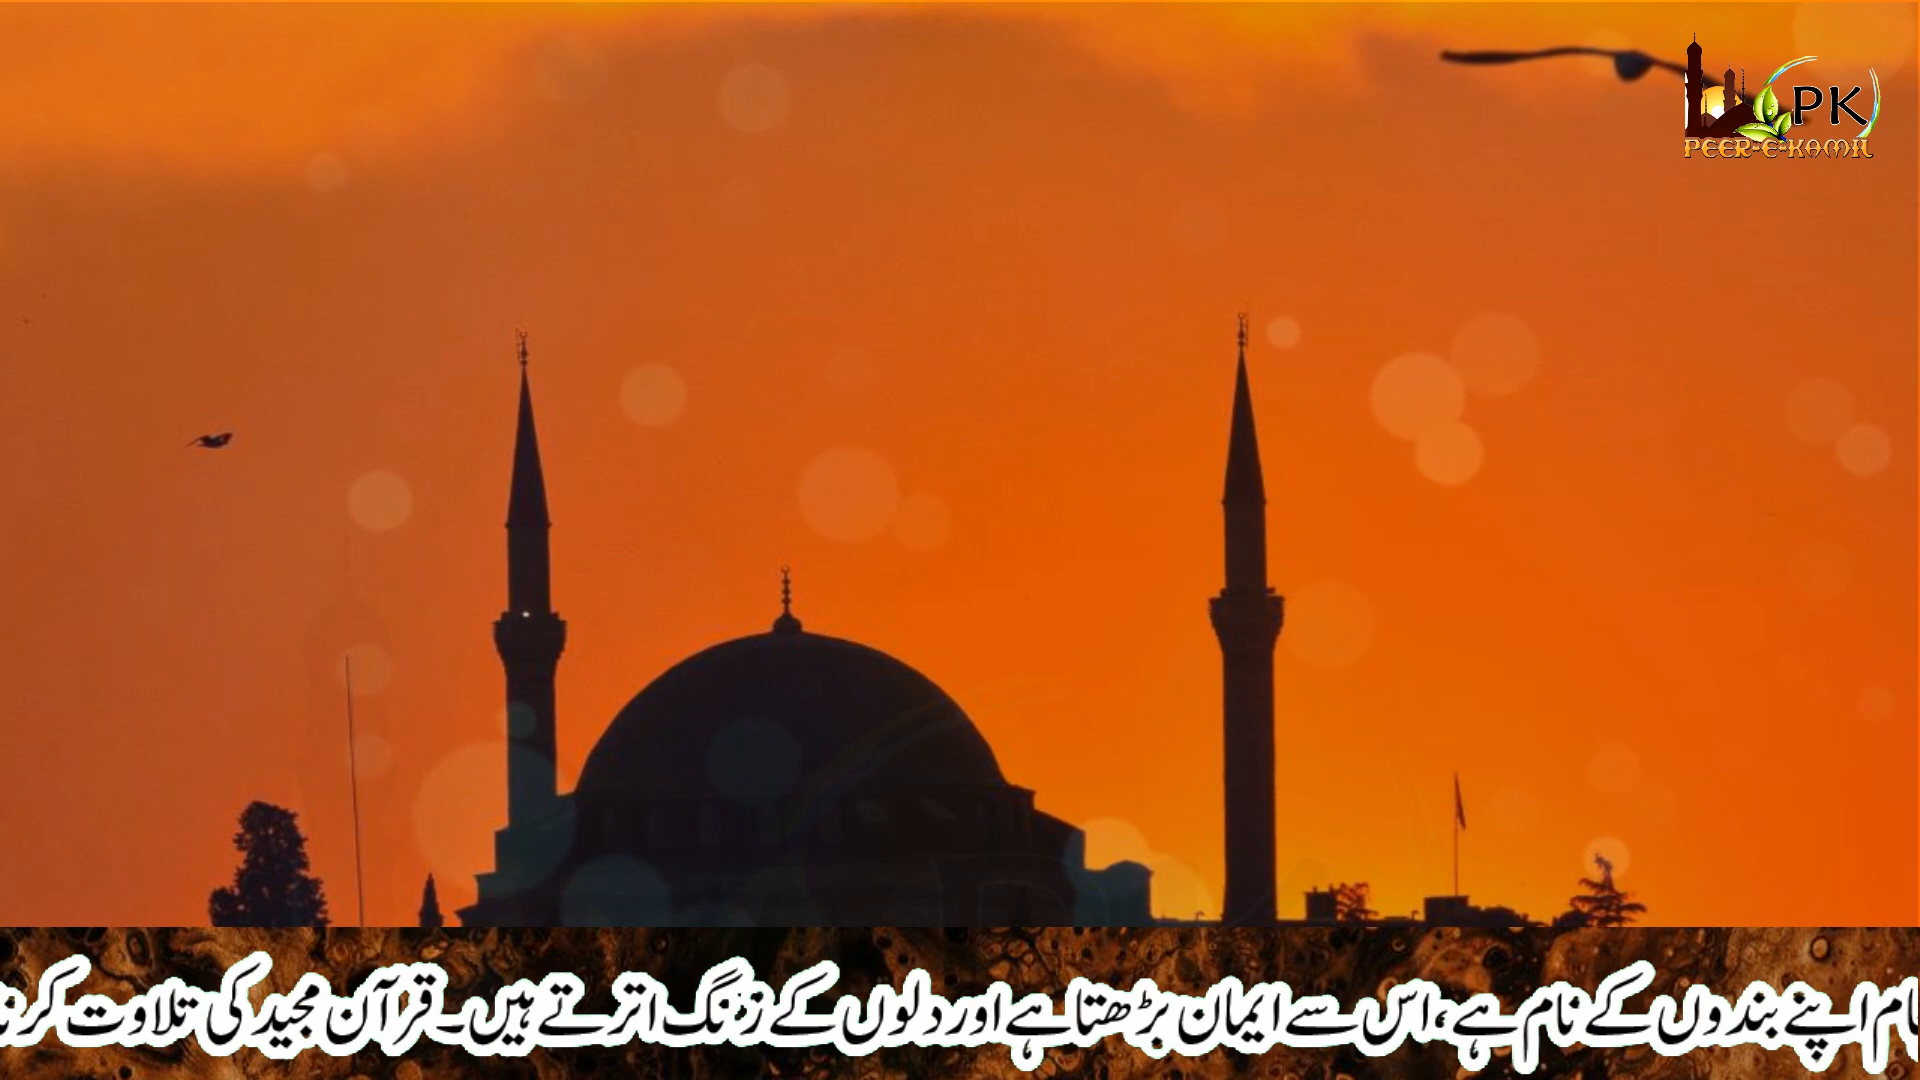 PK
PEER-E-KAMIL
اپنے بندوں کے نام ہے، اس سے ایمان بڑھتا ہے اور دلوں کے زنگ اترتے ہیں۔ قرآن مجید کی تلاوت